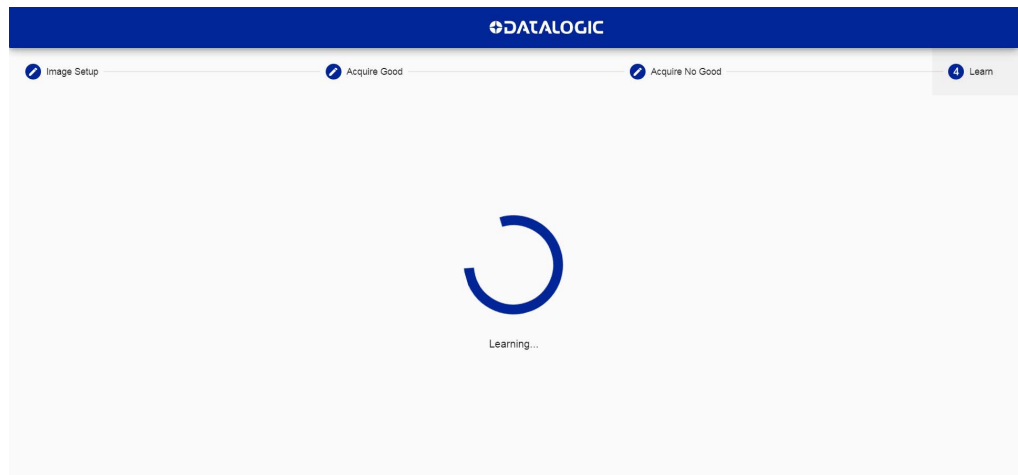 DATALOGIC
Image Setup
Acquire Good
Acquire No Good
4 Learn
Learning...